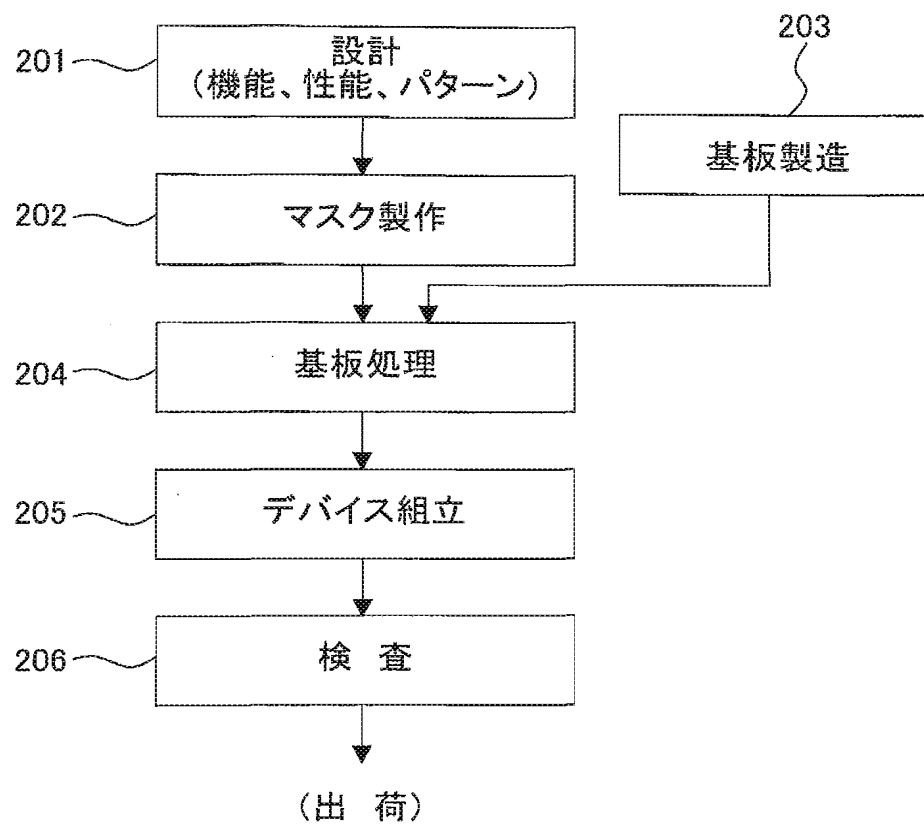 201
設計
(機能、性能、パターン)
203
基板製造
202
マスク製作
204
基板処理
205
デバイス組立
206
検 査
(出 荷)